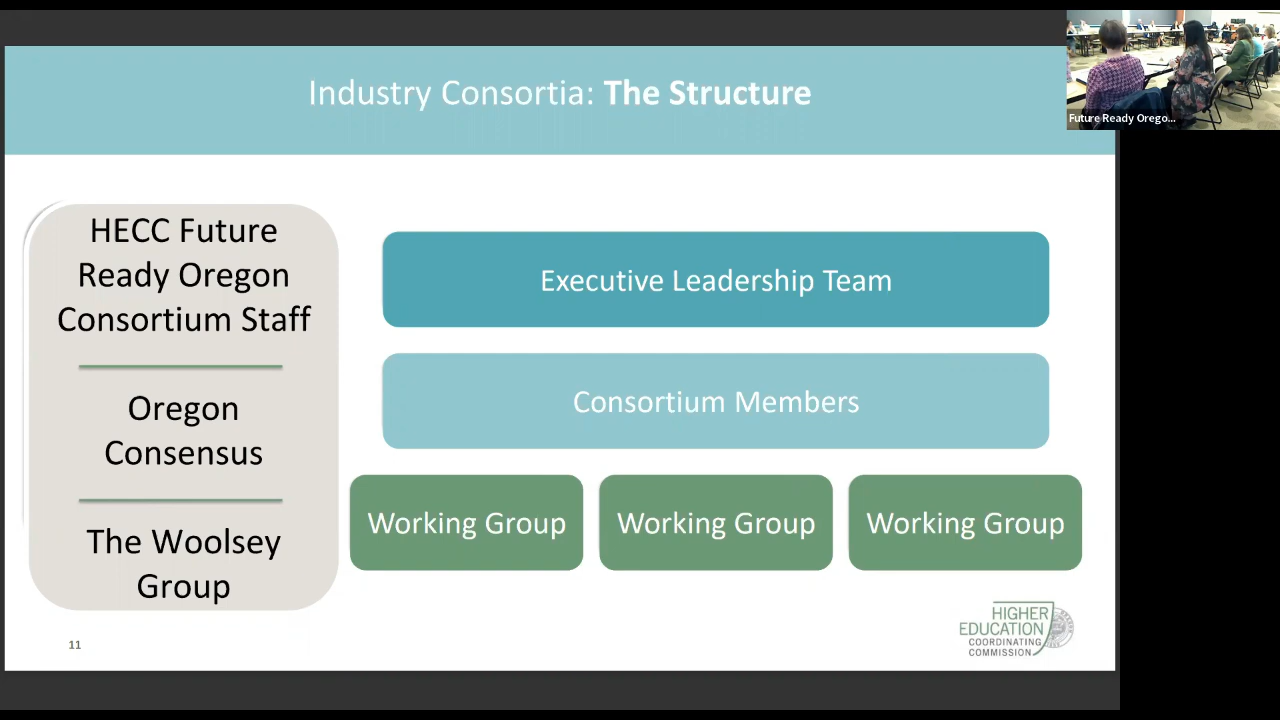 Industry Consortia: The Structure
Future Ready Orego...
HECC Future
Ready Oregon
Consortium Staff
Oregon
Consensus
The Woolsey
Group
Executive Leadership Team
Consortium Members
Working Group
Working Group
Working Group
11
HIGHER
EDUCATION
COORDINATING
COMMISSION